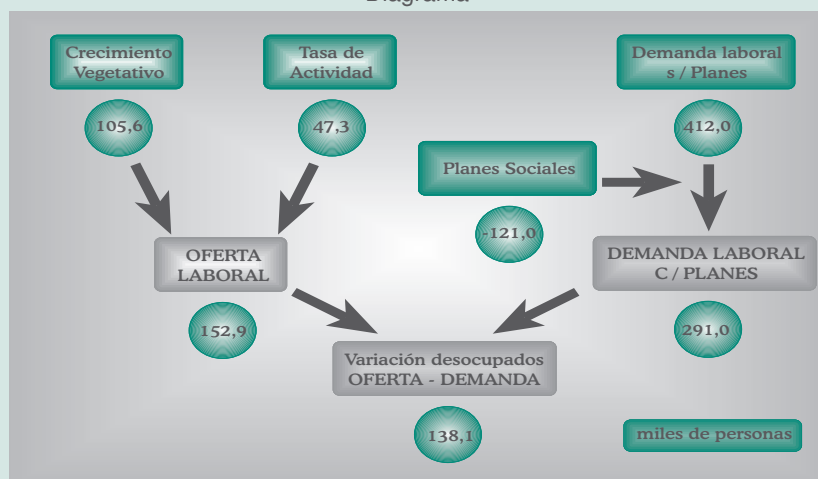 Diagrama
Crecimiento
Vegetativo
Tasa de
Actividad
Demanda laboral
s / Planes
105,6
47,3
412,0
Planes Sociales
-121,0
OFERTA
LABORAL
DEMANDA LABORAL
C / PLANES
152,9
291,0
Variación desocupados
OFERTA - DEMANDA
138,1
miles de personas